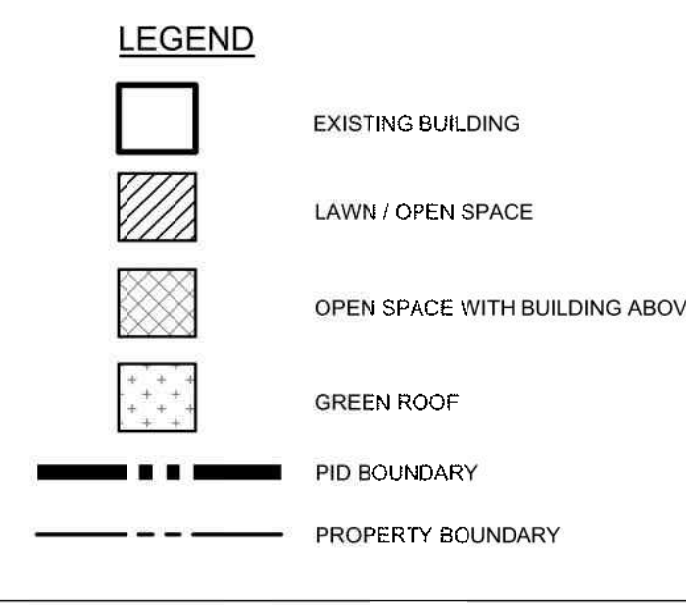 LEGEND
EXISTING BUILDING
LAWN / OPEN SPACE
OPEN SPACE WITH BUILDING ABOV
GREEN ROOF
PID BOUNDARY
PROPERTY BOUNDARY